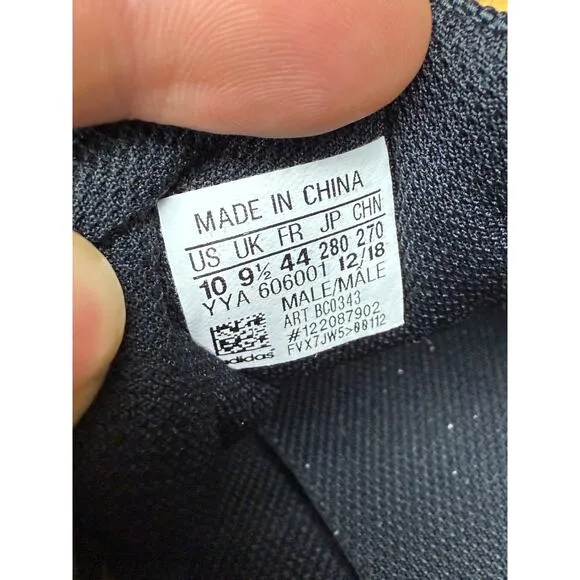 MADE IN CHINA
US UK FR JP CHN
10 9½ 44 280 270
YYA 606001 12/18
MALE/MÂLE
ART BC0343
#122087902
FVX7JW5>00112
adidas